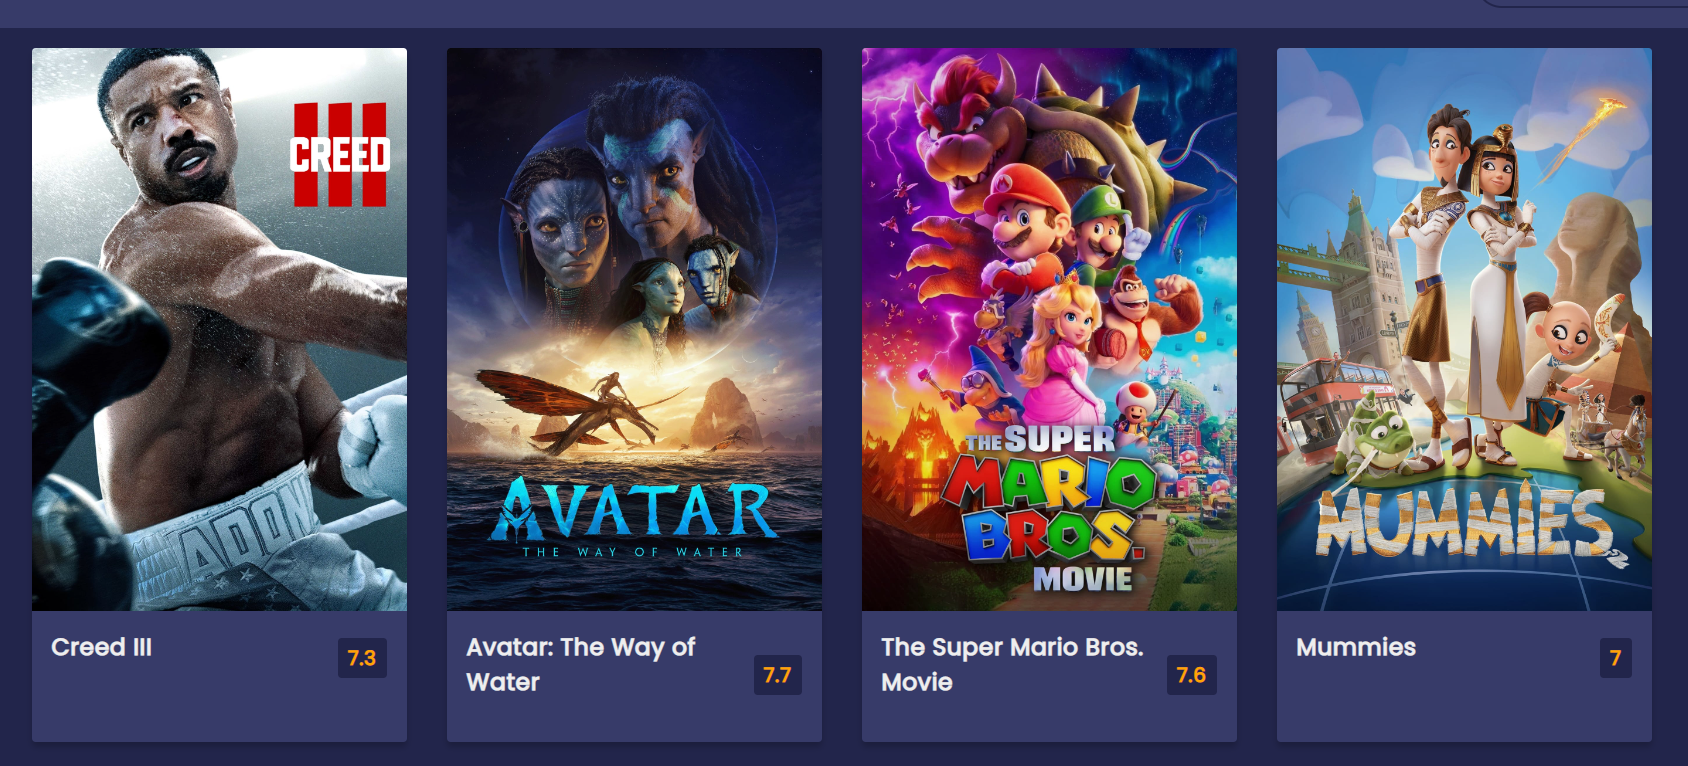 CREED
III
ADON
AVATAR
THE WAY OF WATER
THE SUPER
MARIO
BROS.
MOVIE
MUMMIES
Creed III
7.3
Avatar: The Way of
Water
7.7
The Super Mario Bros.
Movie
7.6
Mummies
7